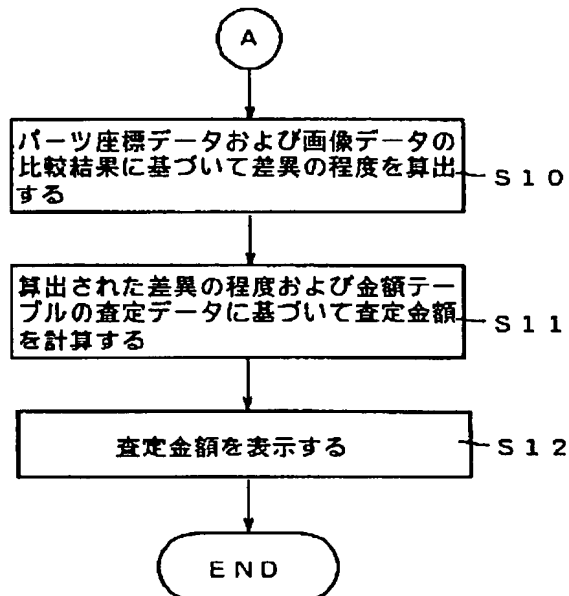 A
パーツ座標データおよび画像データの
比較結果に基づいて差異の程度を算出
する
S10
算出された差異の程度および金額テー
ブルの査定データに基づいて査定金額
を計算する
S11
査定金額を表示する
S12
END